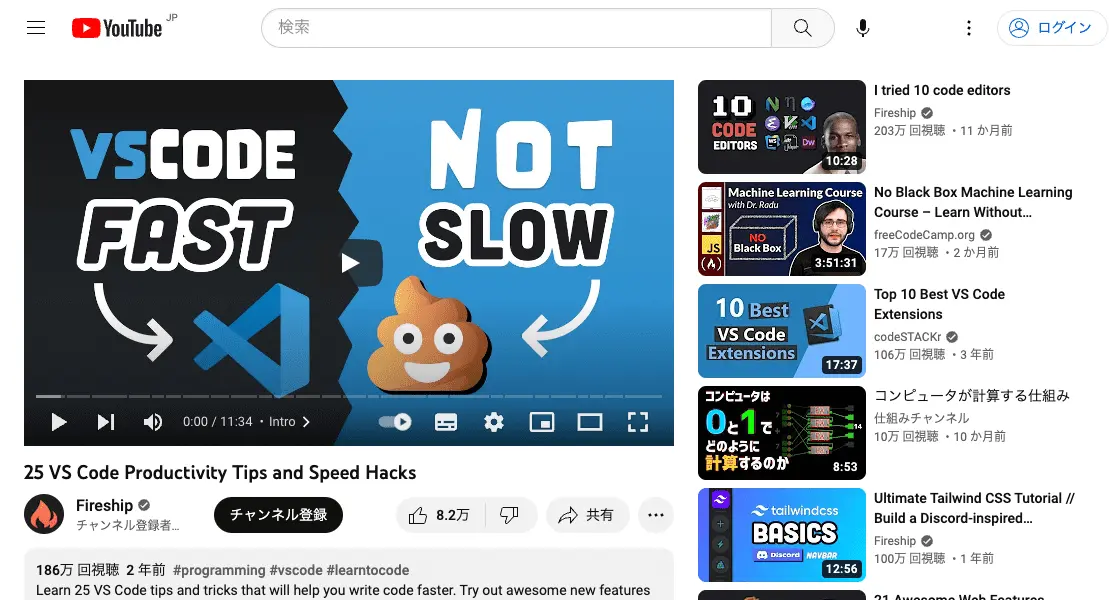 YouTube JP
検索
ログイン
VSCODE
FAST
NOT
SLOW
0:00 / 11:34 • Intro
25 VS Code Productivity Tips and Speed Hacks
Fireship
チャンネル登録者...
チャンネル登録
8.2万
共有
186万 回視聴 2 年前 #programming #vscode #learntocode
Learn 25 VS Code tips and tricks that will help you write code faster. Try out awesome new features
10
CODE
EDITORS
Dw
10:28
I tried 10 code editors
Fireship
203万 回視聴 • 11 か月前
Machine Learning Course
with Dr. Radu
NO
Black Box
JS
3:51:31
No Black Box Machine Learning
Course – Learn Without...
freeCodeCamp.org
17万 回視聴 • 2 か月前
10 Best
VS Code
Extensions
17:37
Top 10 Best VS Code
Extensions
codeSTACKr
106万 回視聴 • 3 年前
コンピュータは
0と1で
どのように
計算するのか
14
8:53
コンピュータが計算する仕組み
仕組みチャンネル
10万 回視聴 • 10 か月前
tailwindcss
BASICS
Discord NAVBAR
12:56
Ultimate Tailwind CSS Tutorial //
Build a Discord-inspired...
Fireship
100万 回視聴 • 1 年前
21 Awesome Web Features